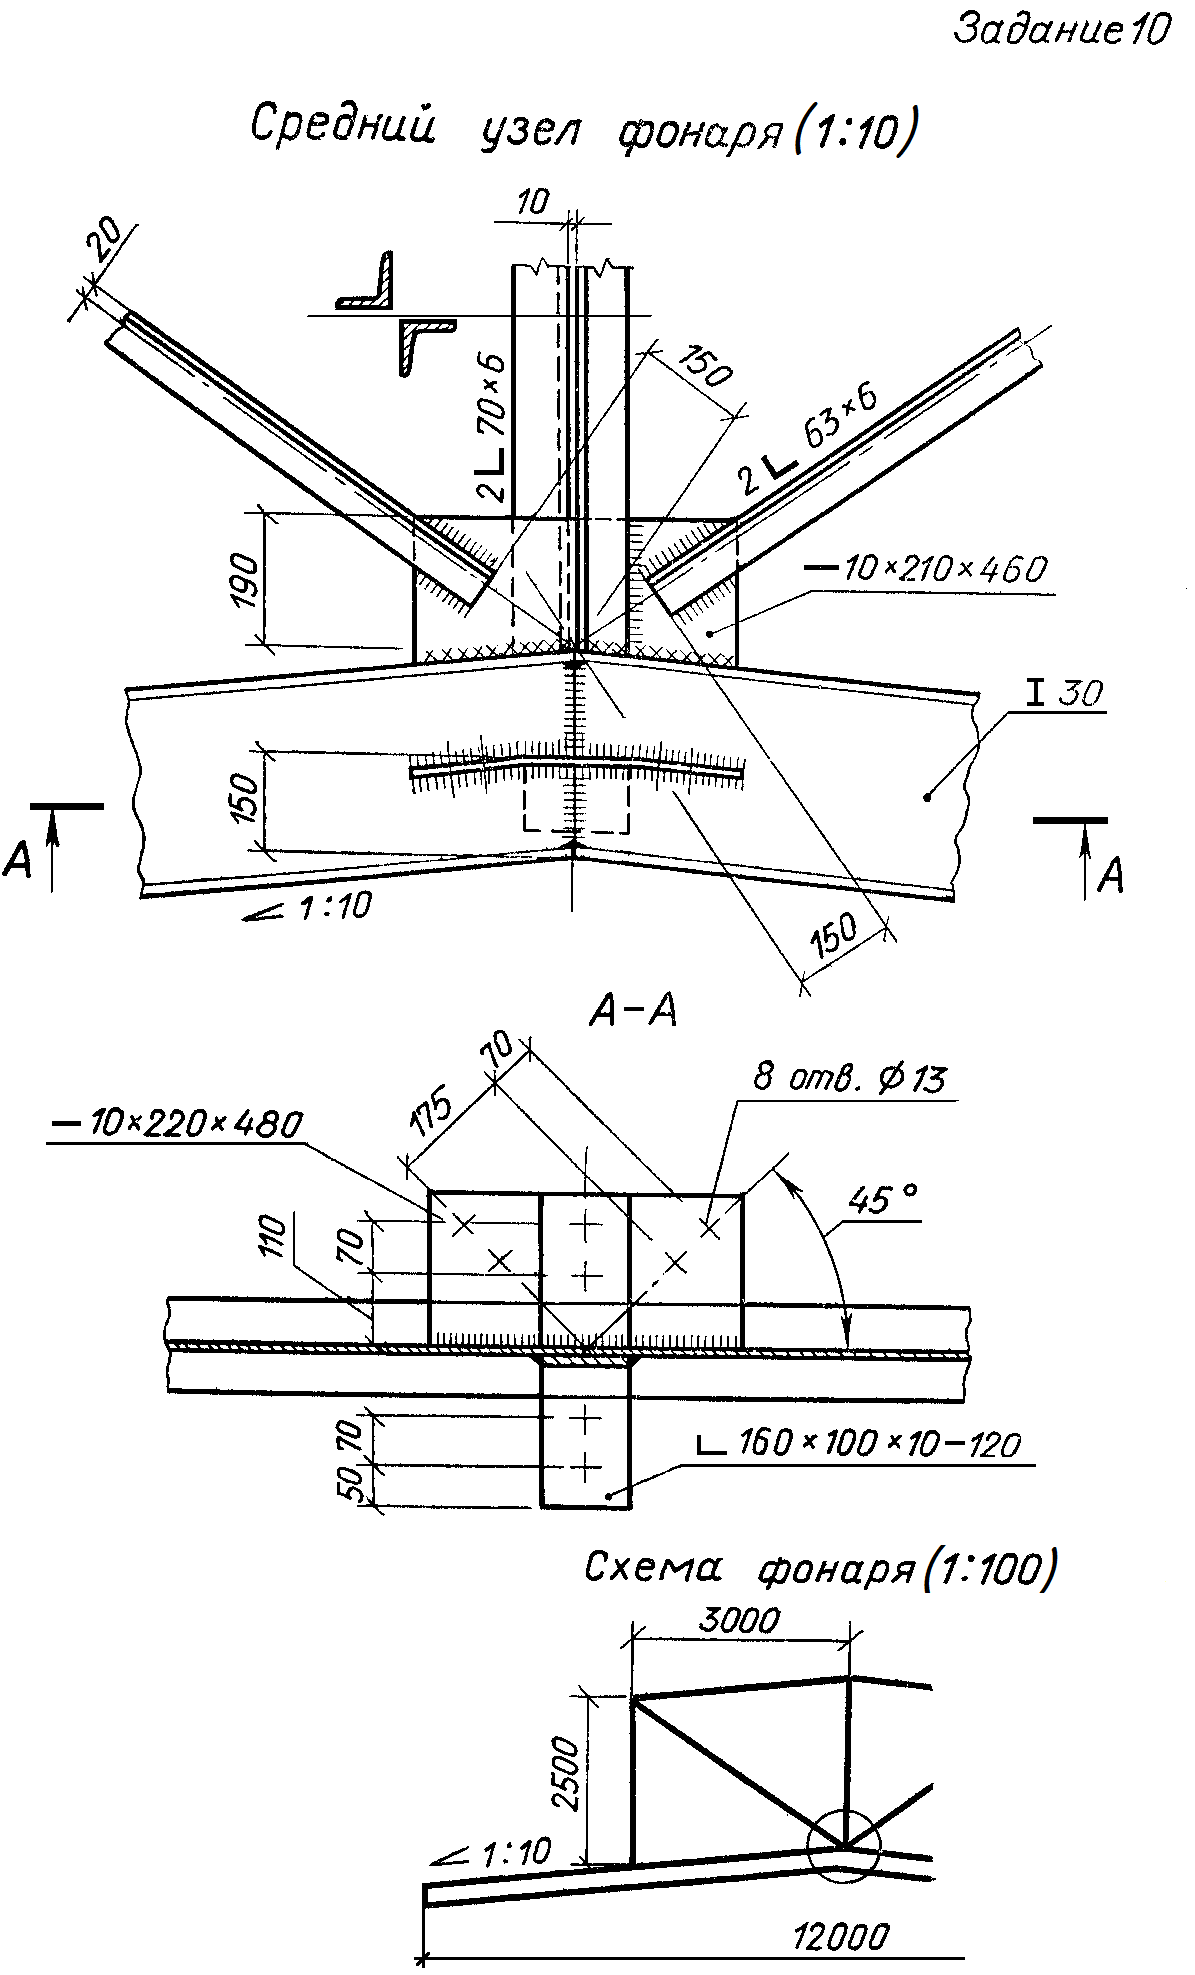 Задание 10
Средний узел фонаря (1:10)
10
20
150
2 L 70×6
2 L 63×6
190
– 10×210×460
I 30
150
А
А
1:10
150
А–А
70
175
8 отв. ϕ 13
– 10×220×480
45°
110
70
70
50
L 160×100×10–120
Схема фонаря (1:100)
3000
2500
1:10
12000